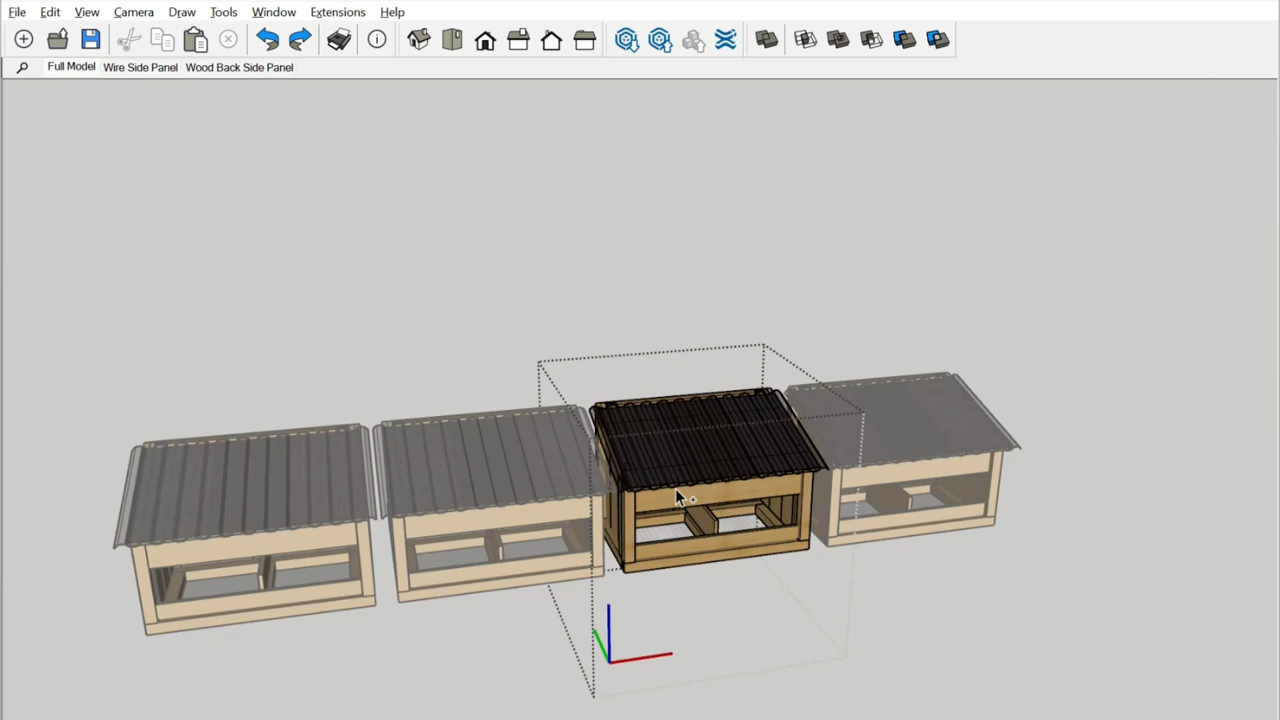 File Edit View Camera Draw Tools Window Extensions Help
Full Model Wire Side Panel Wood Back Side Panel